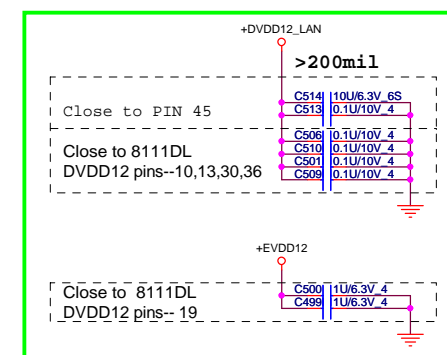 +DVDD12_LAN
>200mil
C514 10U/6.3V_6S
Close to PIN 45
C513 0.1U/10V_4
C506 0.1U/10V_4
Close to 8111DL
C510 0.1U/10V_4
C501 0.1U/10V_4
DVDD12 pins--10,13,30,36
C509 0.1U/10V_4
+EVDD12
Close to 8111DL
C500 1U/6.3V_4
C499 1U/6.3V_4
DVDD12 pins-- 19